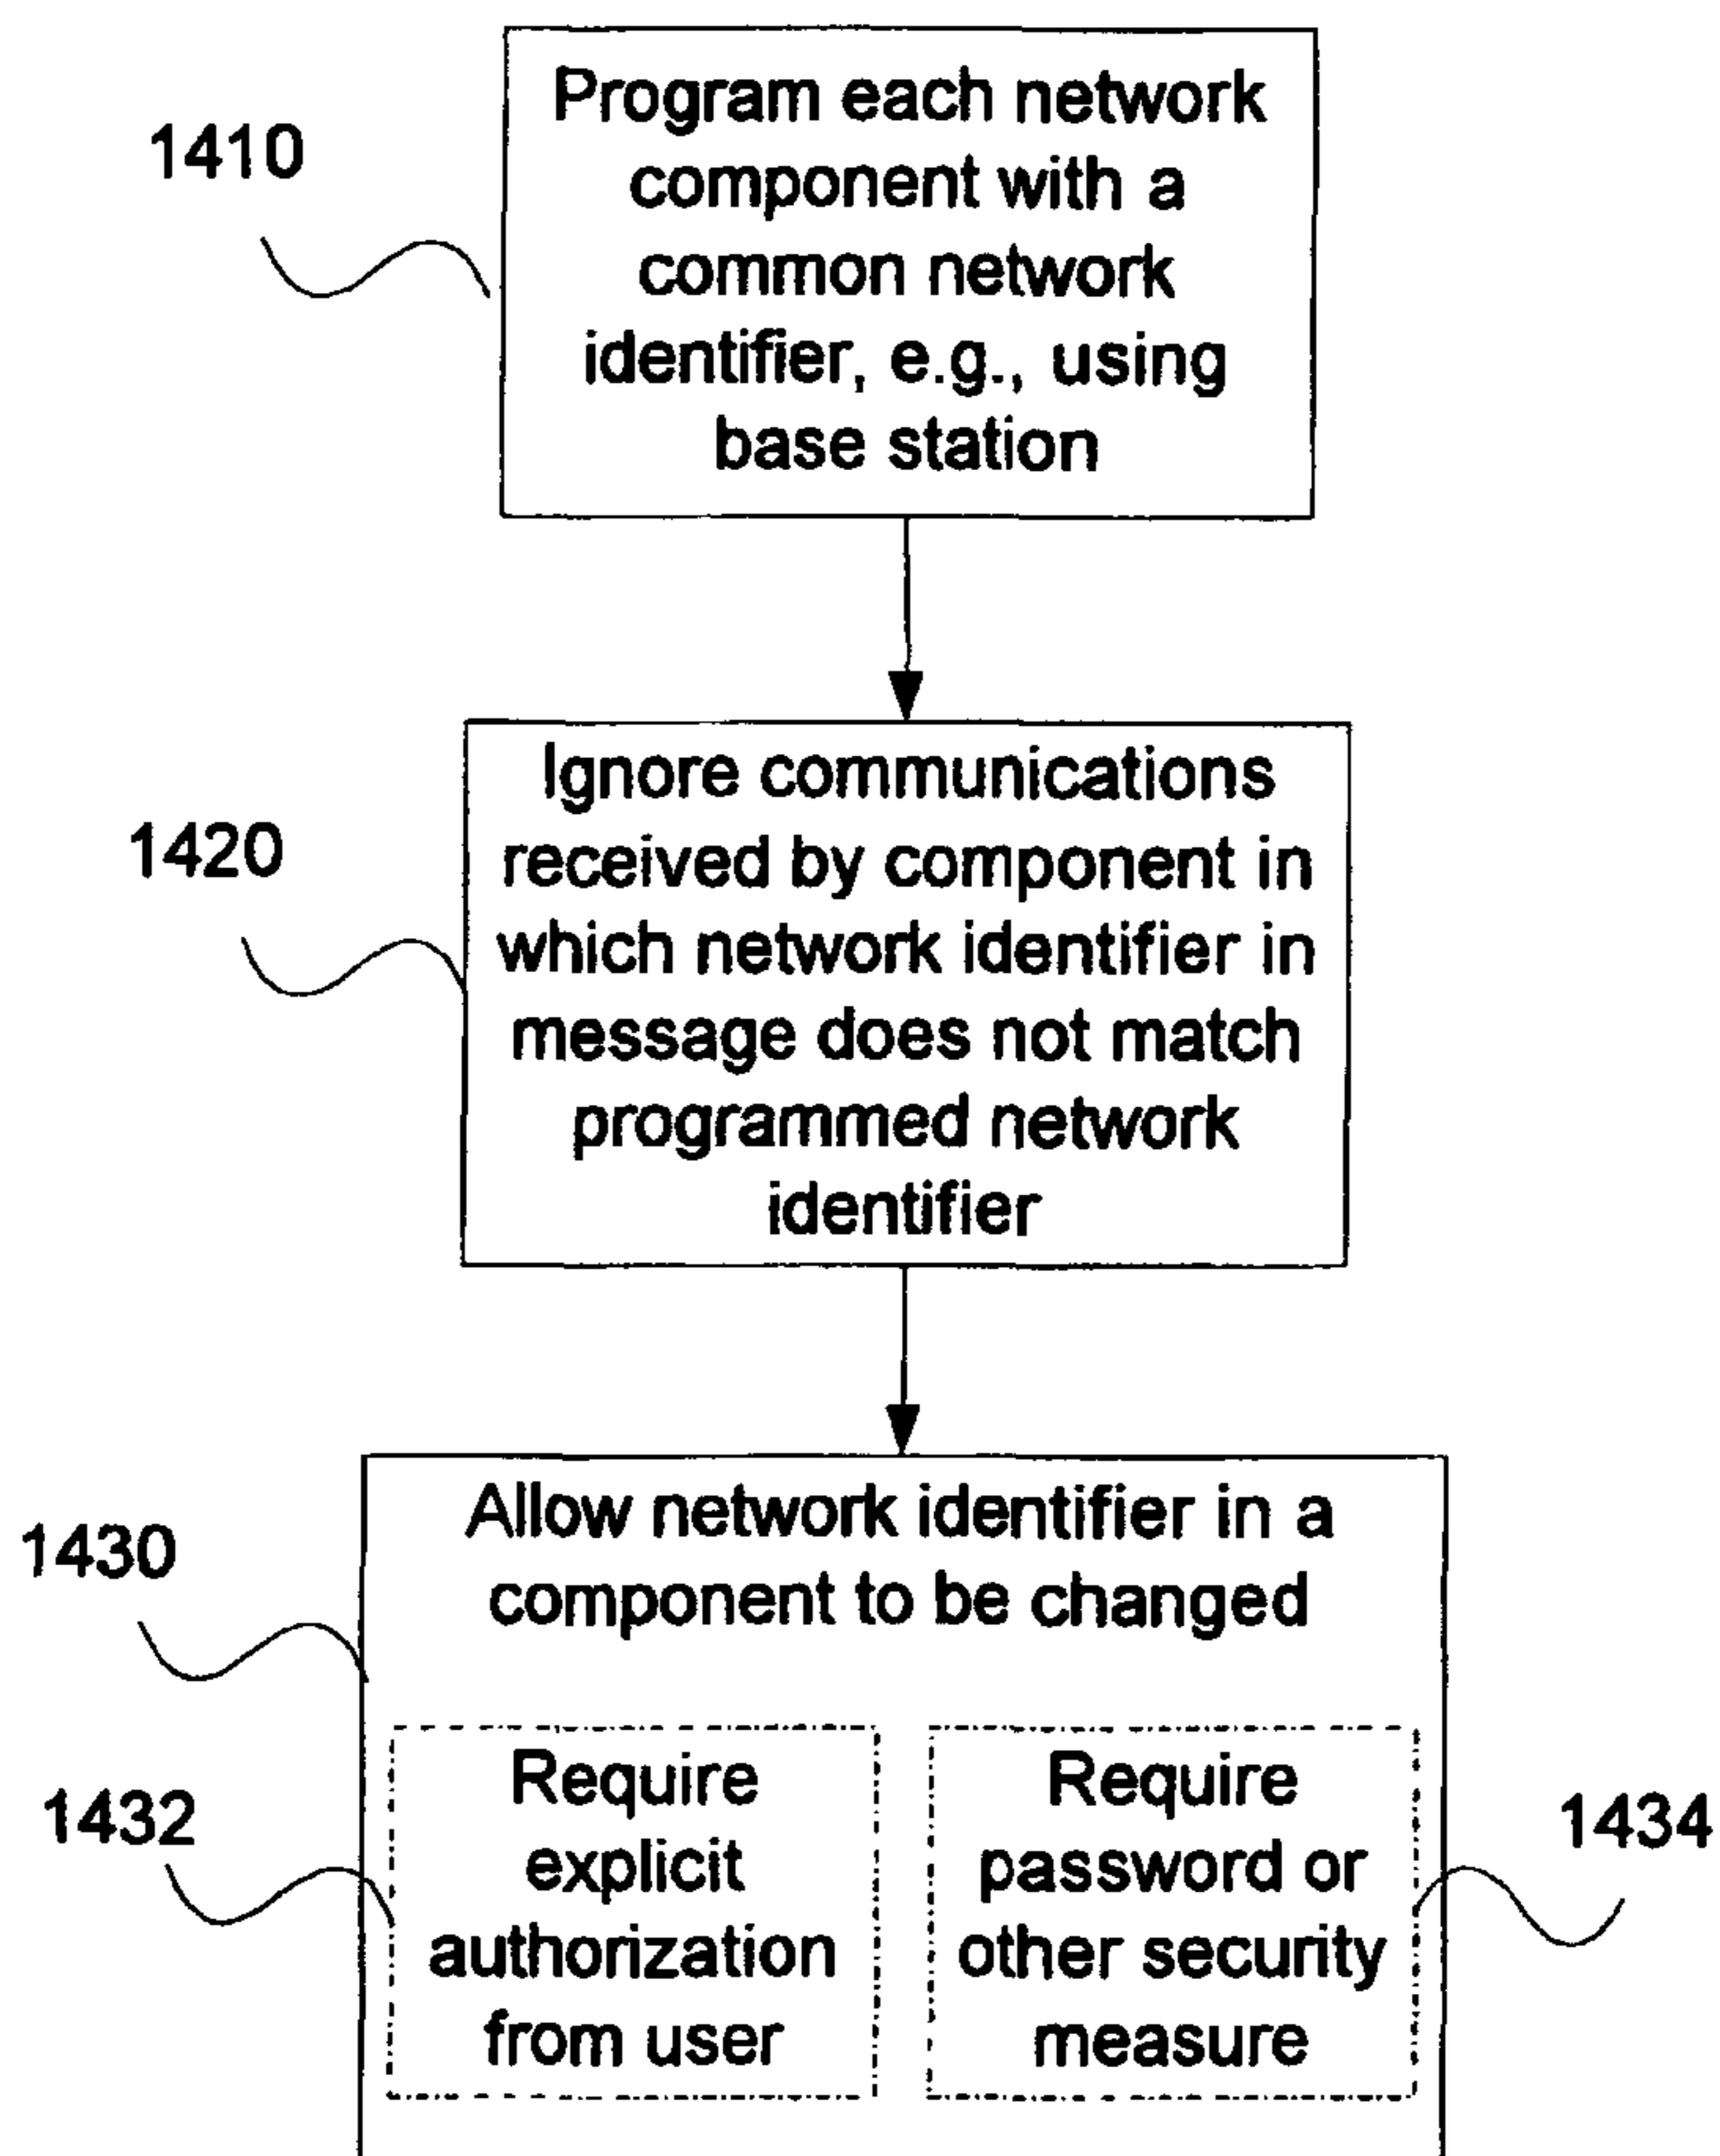 1410
Program each network
component with a
common network
identifier, e.g., using
base station
1420
Ignore communications
received by component in
which network identifier in
message does not match
programmed network
identifier
1430
Allow network identifier in a
component to be changed
1432
Require
explicit
authorization
from user
Require
password or
other security
measure
1434